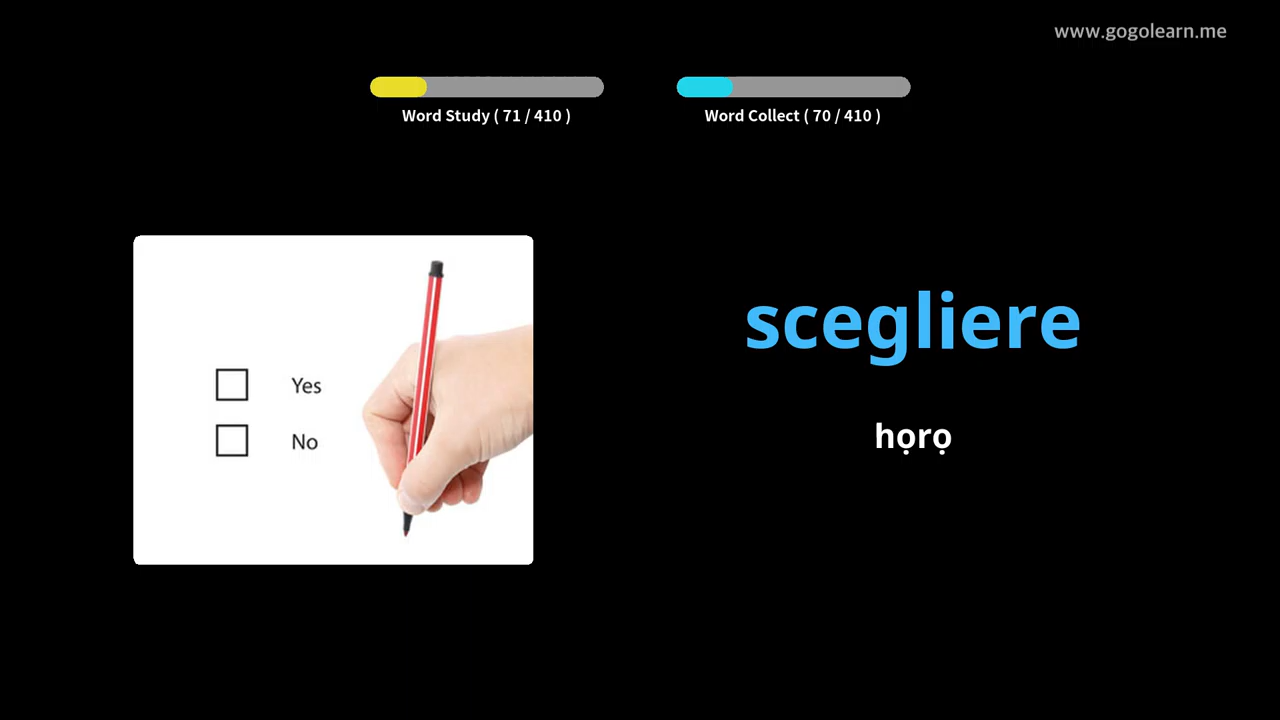 www.gogolearn.me
Word Study ( 71 / 410 )
Word Collect ( 70 / 410 )
Yes
No
scegliere
họrọ